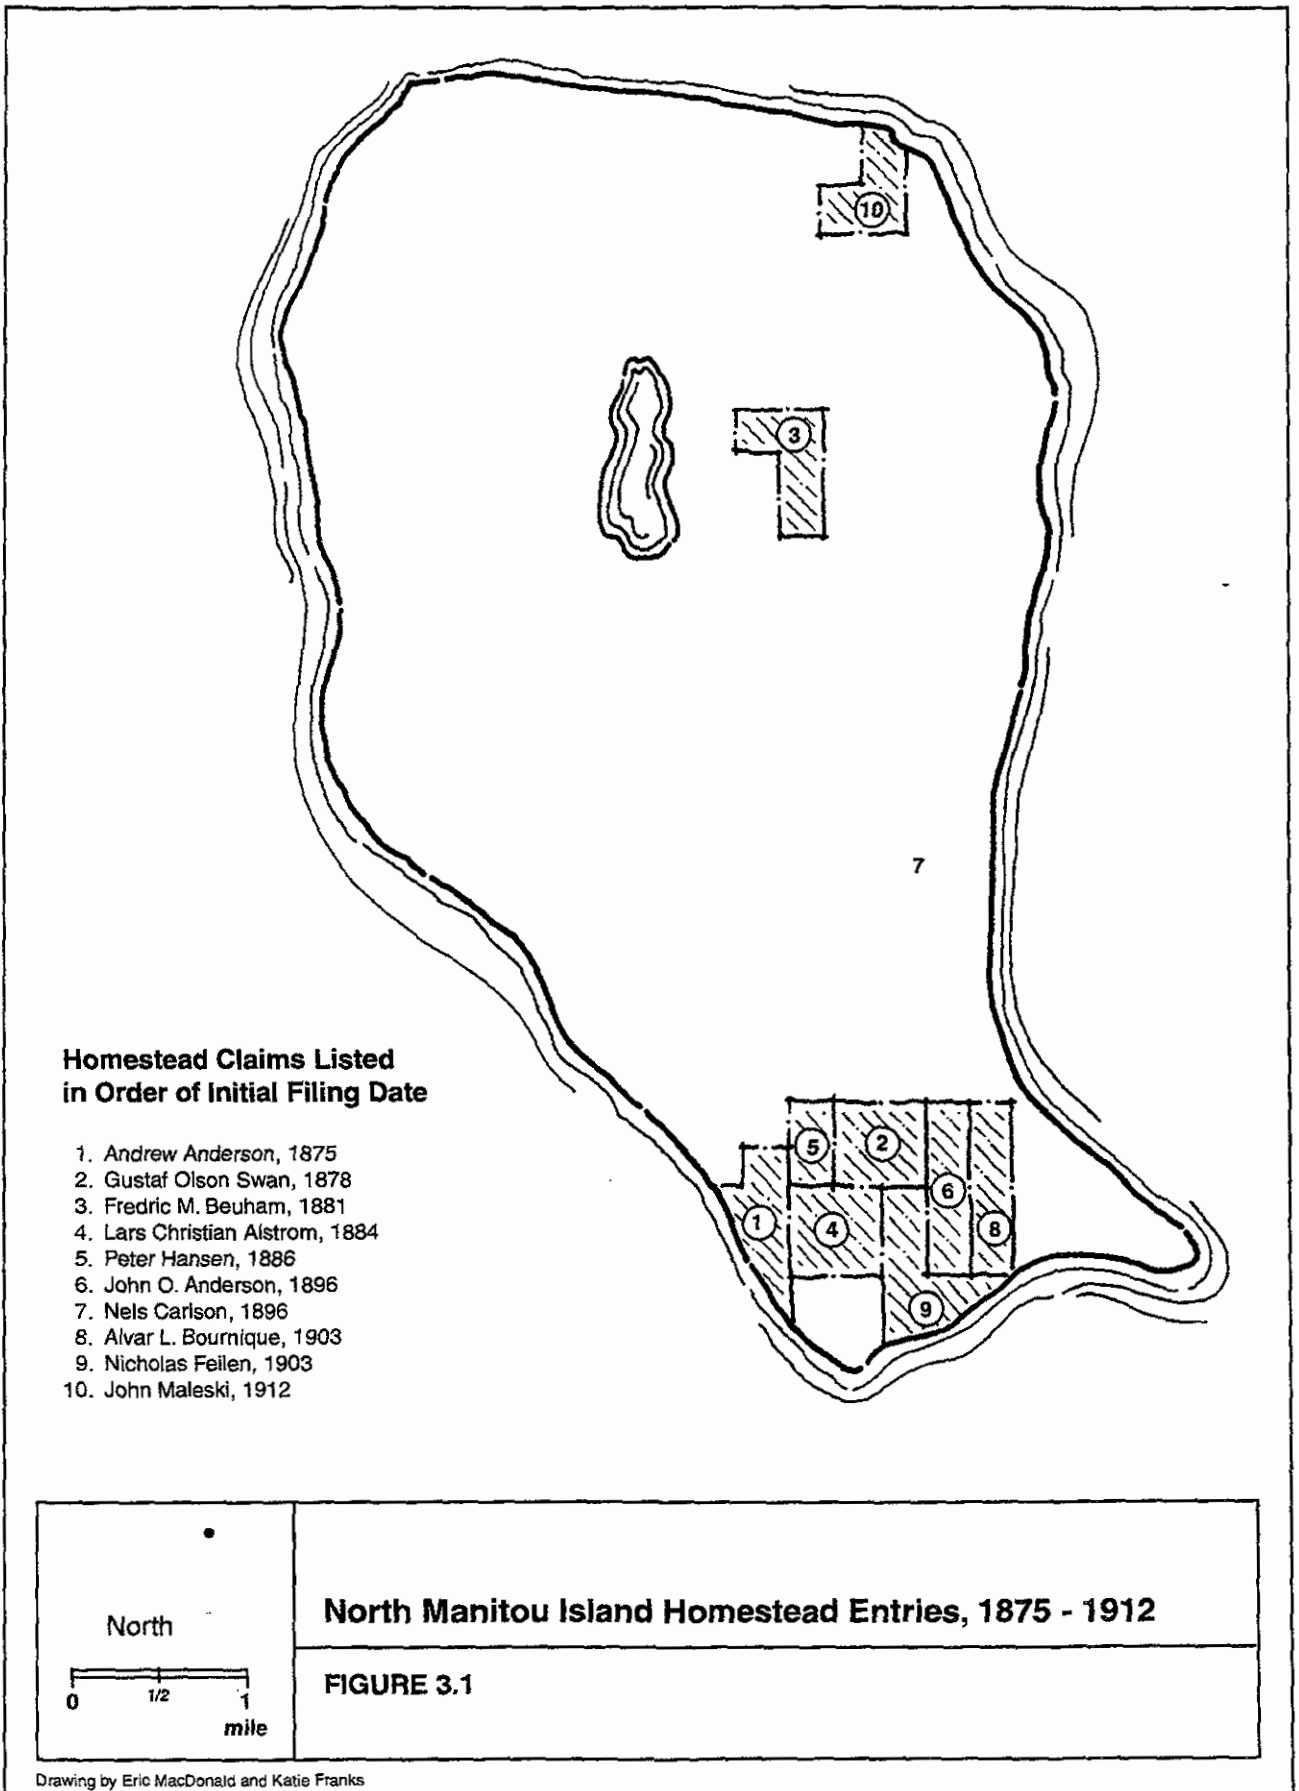 10
3
7
5
2
6
1
4
8
9
Homestead Claims Listed
in Order of Initial Filing Date
1. Andrew Anderson, 1875
2. Gustaf Olson Swan, 1878
3. Fredric M. Beuham, 1881
4. Lars Christian Alstrom, 1884
5. Peter Hansen, 1886
6. John O. Anderson, 1896
7. Nels Carlson, 1896
8. Alvar L. Bournique, 1903
9. Nicholas Feilen, 1903
10. John Maleski, 1912
North
0 1/2 1
mile
North Manitou Island Homestead Entries, 1875 - 1912
FIGURE 3.1
Drawing by Eric MacDonald and Katie Franks